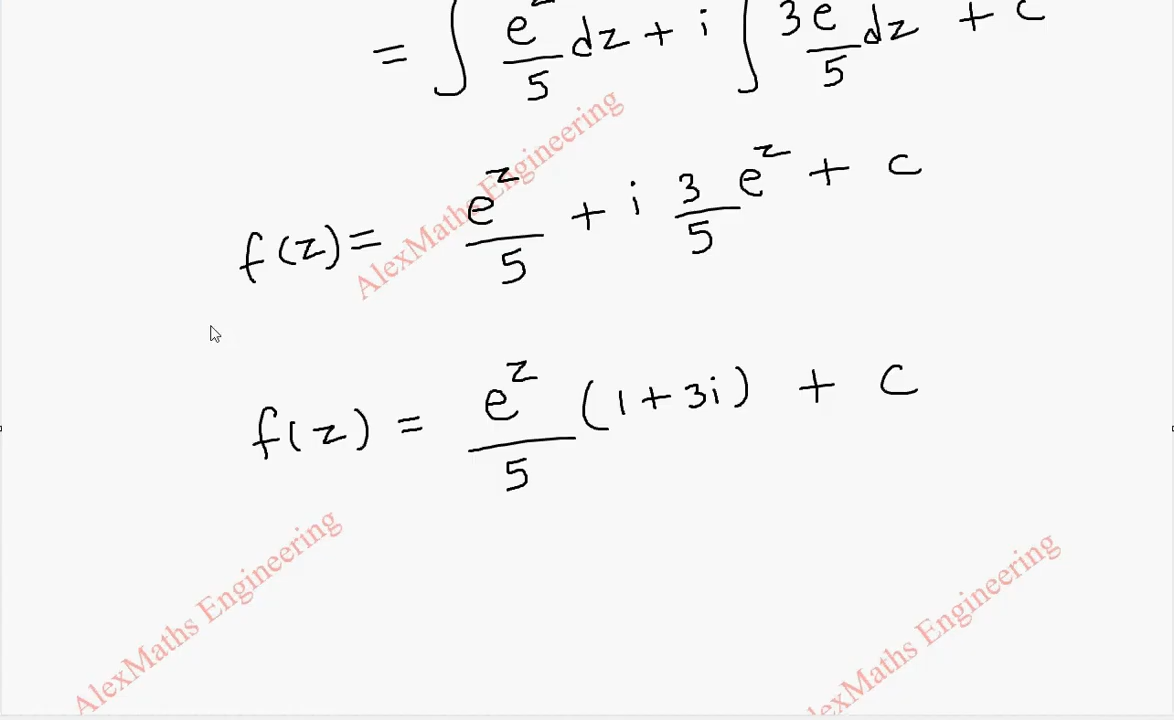 = ∫ e^z/5 dz + i ∫ 3e/5 dz + c
f(z) = e^z/5 + i 3/5 e^z + c
f(z) = e^z/5 (1+3i) + c
AlexMaths Engineering
AlexMaths Engineering
AlexMaths Engineering